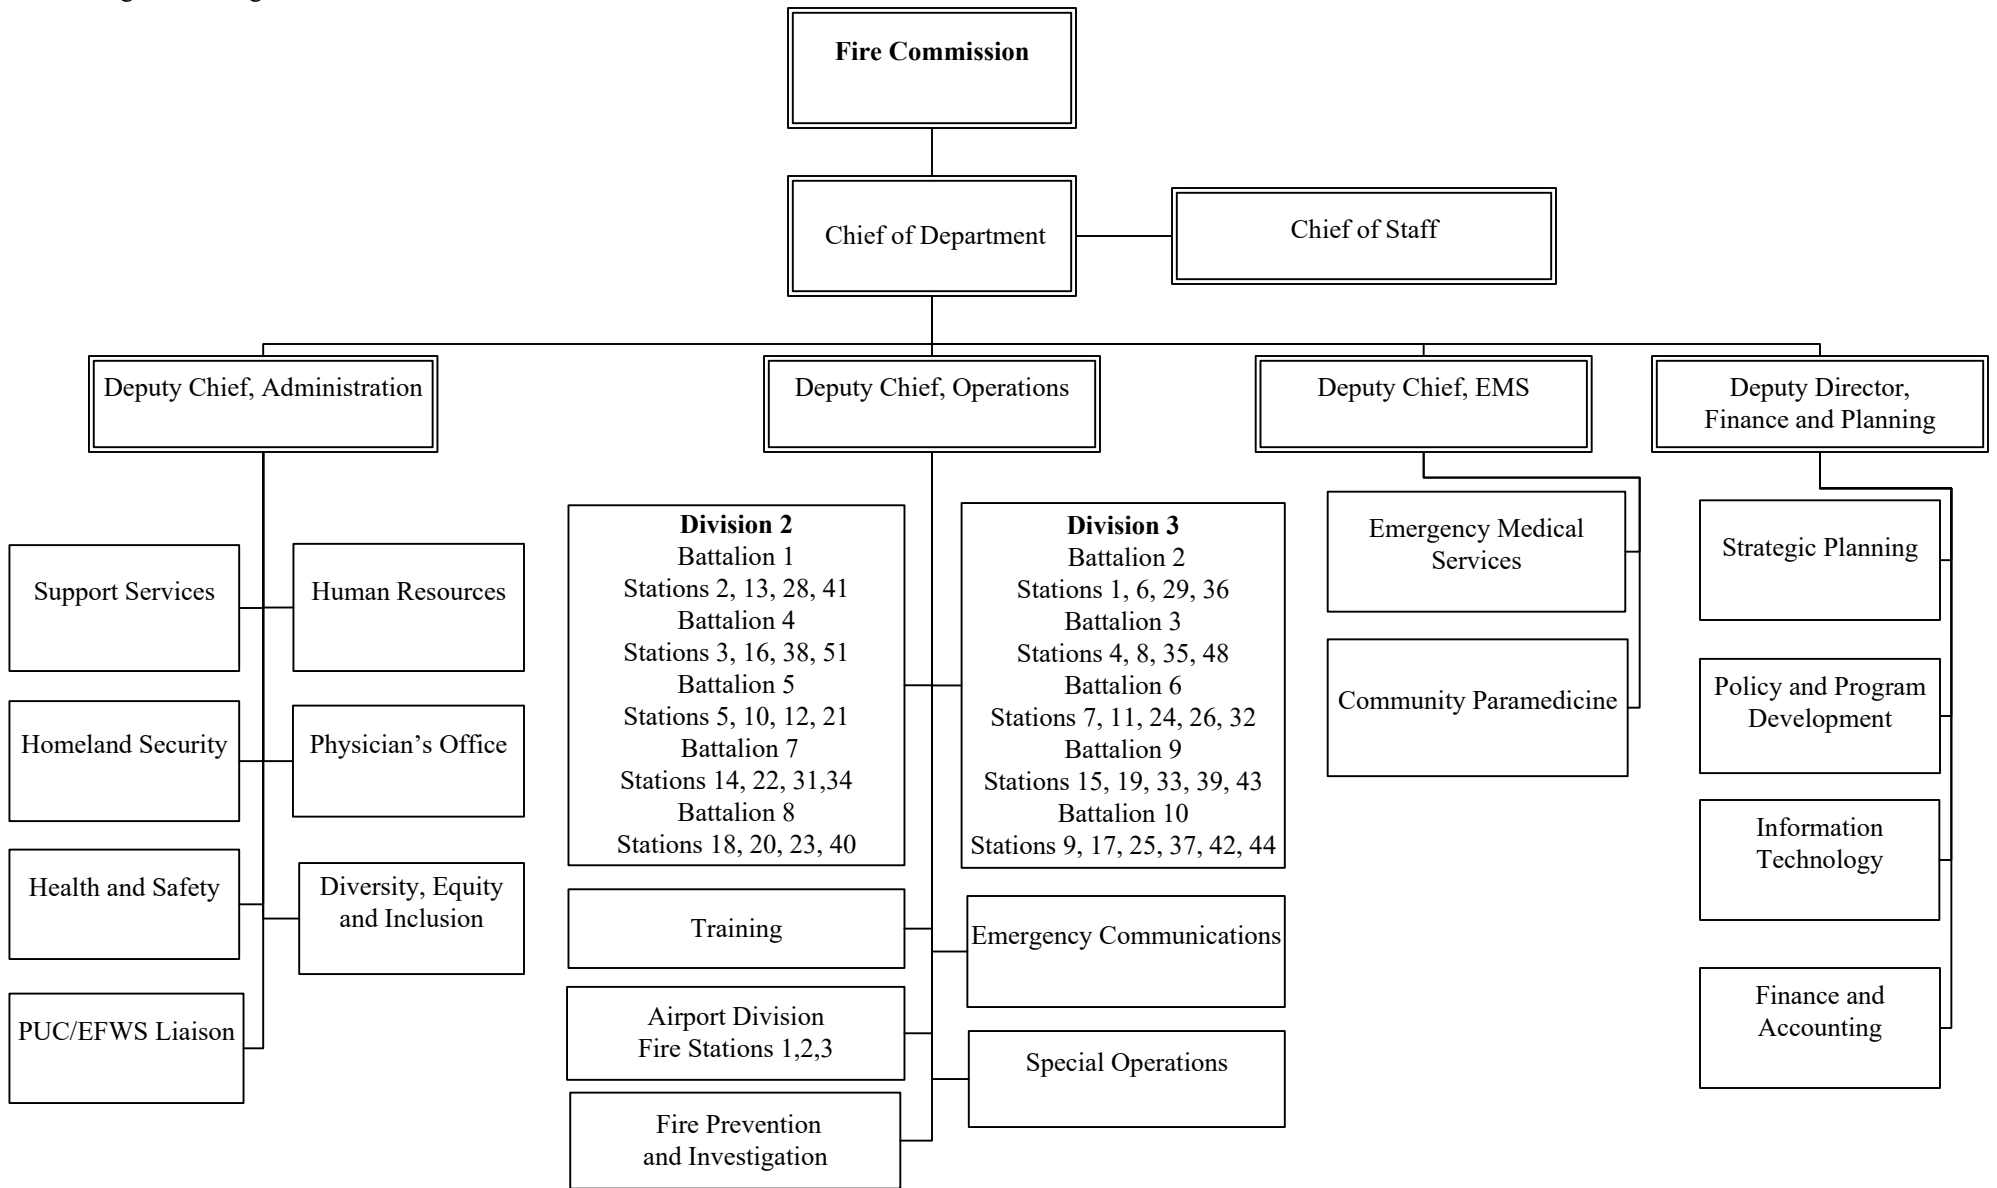 Fire Commission
Chief of Department
Chief of Staff
Deputy Chief, Administration
Deputy Chief, Operations
Deputy Chief, EMS
Deputy Director,
Finance and Planning
Support Services
Human Resources
Homeland Security
Physician’s Office
Health and Safety
Diversity, Equity
and Inclusion
PUC/EFWS Liaison
Division 2
Battalion 1
Stations 2, 13, 28, 41
Battalion 4
Stations 3, 16, 38, 51
Battalion 5
Stations 5, 10, 12, 21
Battalion 7
Stations 14, 22, 31,34
Battalion 8
Stations 18, 20, 23, 40
Division 3
Battalion 2
Stations 1, 6, 29, 36
Battalion 3
Stations 4, 8, 35, 48
Battalion 6
Stations 7, 11, 24, 26, 32
Battalion 9
Stations 15, 19, 33, 39, 43
Battalion 10
Stations 9, 17, 25, 37, 42, 44
Training
Emergency Communications
Airport Division
Fire Stations 1,2,3
Special Operations
Fire Prevention
and Investigation
Emergency Medical
Services
Community Paramedicine
Strategic Planning
Policy and Program
Development
Information
Technology
Finance and
Accounting